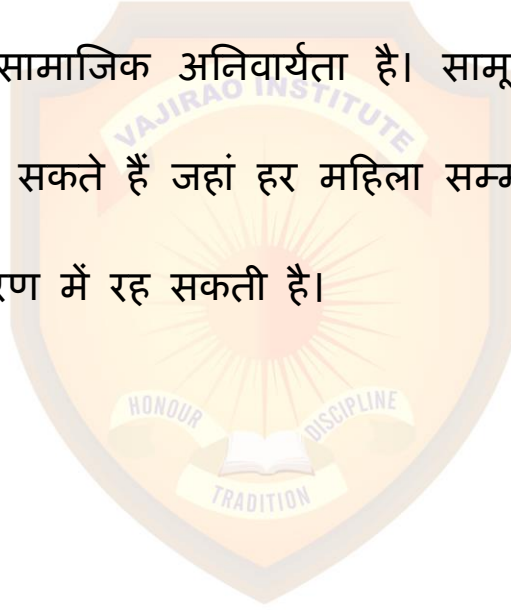 सामाजिक अनिवार्यता है।
VAJIRAO INSTITUTE
सकते हैं जहां हर महिला
में रह सकती है।
HONOUR
DISCIPLINE
TRADITION